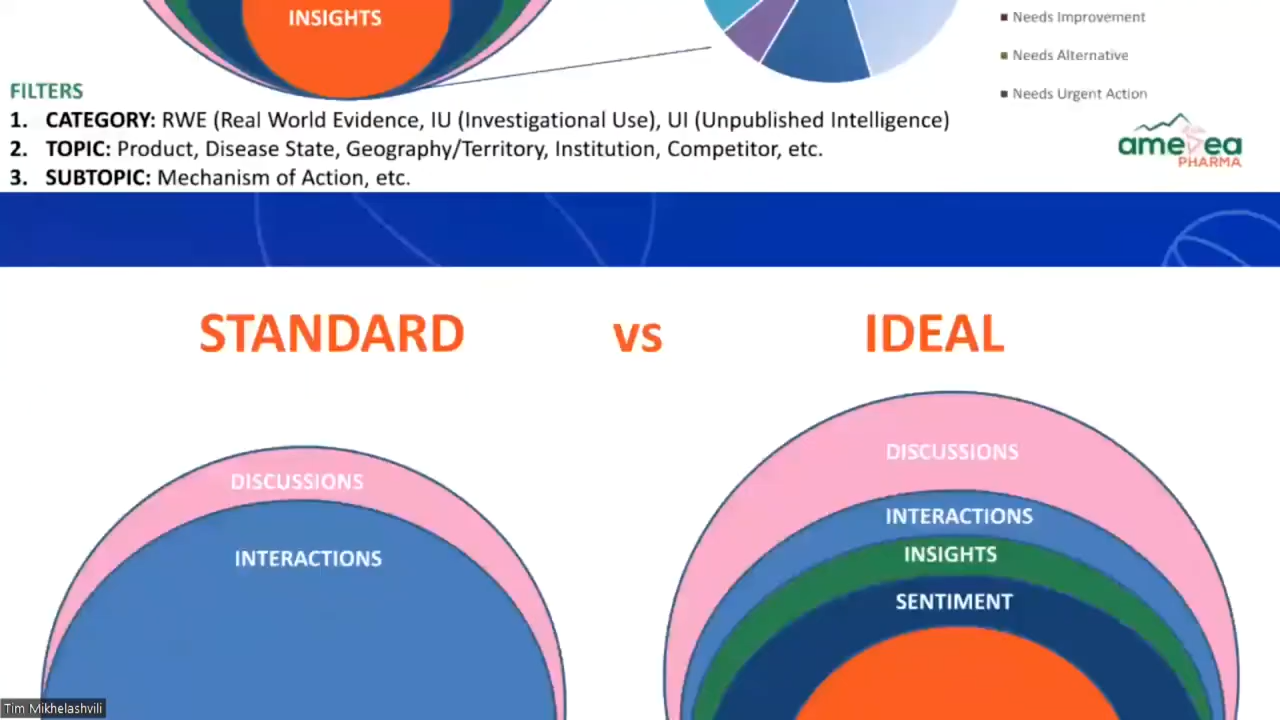 INSIGHTS
Needs Improvement
Needs Alternative
Needs Urgent Action
FILTERS
1. CATEGORY: RWE (Real World Evidence, IU (Investigational Use), UI (Unpublished Intelligence)
2. TOPIC: Product, Disease State, Geography/Territory, Institution, Competitor, etc.
3. SUBTOPIC: Mechanism of Action, etc.
amedea
PHARMA
STANDARD vs IDEAL
DISCUSSIONS
INTERACTIONS
DISCUSSIONS
INTERACTIONS
INSIGHTS
SENTIMENT
Tim Mikhelashvili